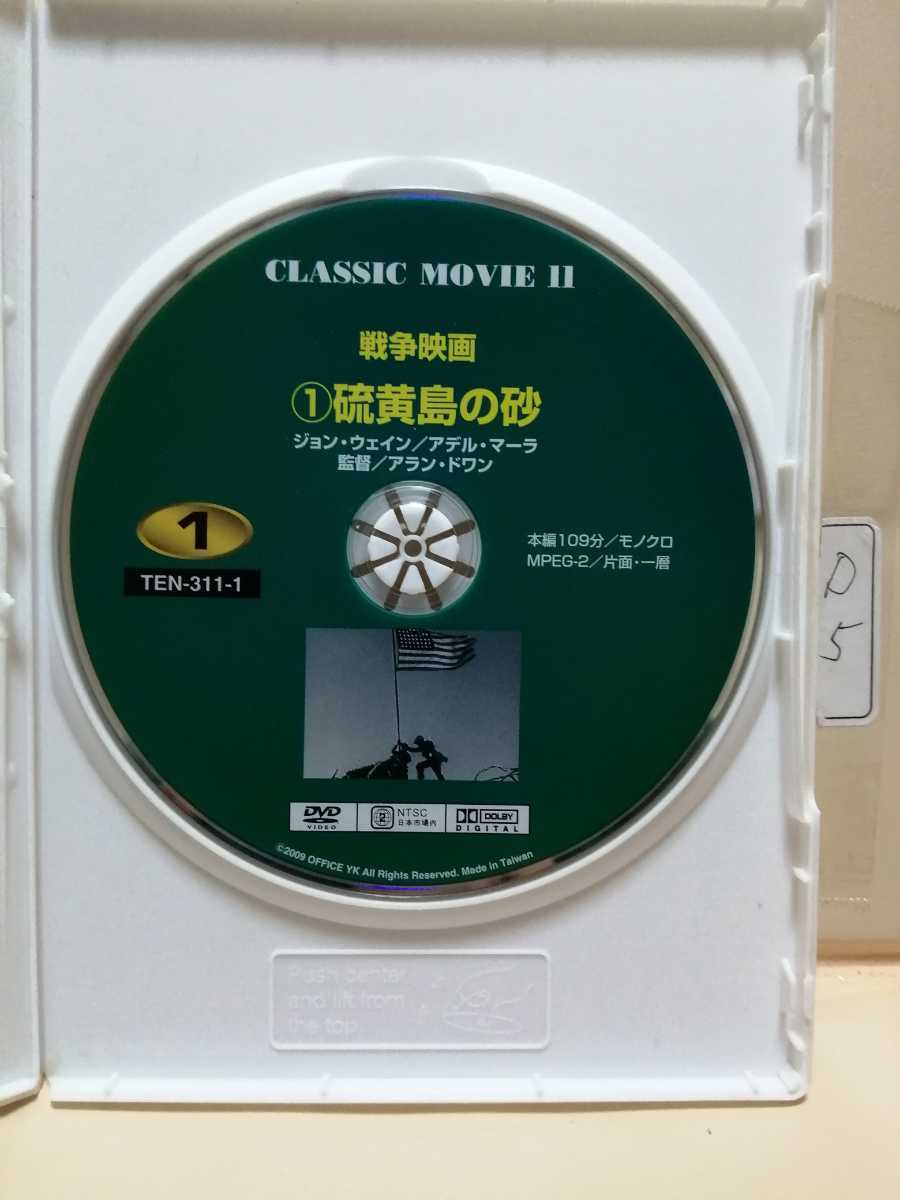 CLASSIC MOVIE 11
戦争映画
①硫黄島の砂
ジョン・ウェイン／アデル・マーラ
監督／アラン・ドワン
1
TEN-311-1
本編109分／モノクロ
MPEG-2／片面・一層
DVD
VIDEO
2
NTSC
日本市場内
DOLBY
DIGITAL
©2009 OFFICE YK All Rights Reserved. Made in Taiwan
Push center
and lift from
the top
D
5